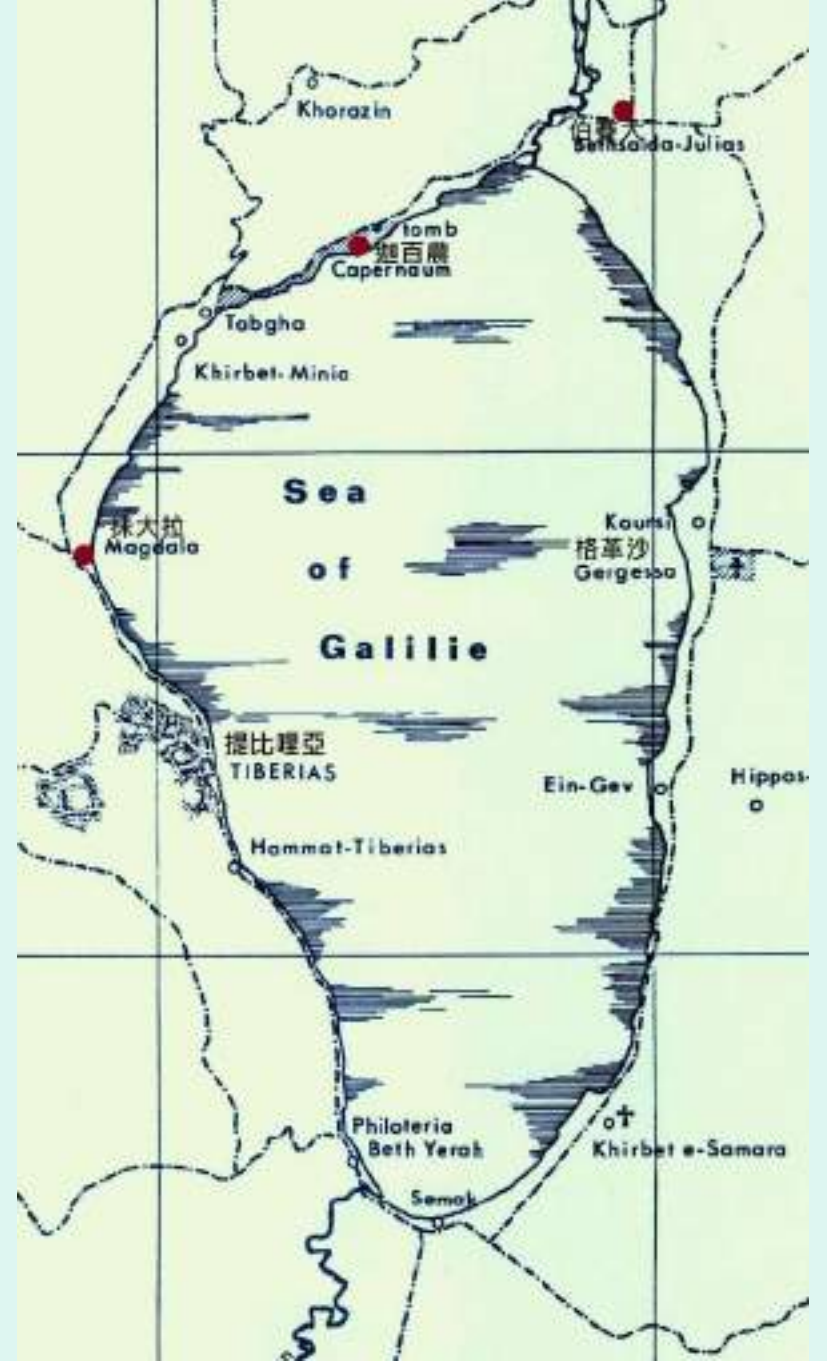 Khorazin
伯賽大
Bethsaida-Julias
tomb
迦百農
Capernaum
Tabgha
Khirbet-Minia
Sea
of
Galilie
抹大拉
Magdala
Koursi
格革沙
Gergessa
提比哩亞
TIBERIAS
Ein-Gev
Hippos-
Hammat-Tiberias
Philateria
Beth Yerah
Khirbet e-Samara
Semak